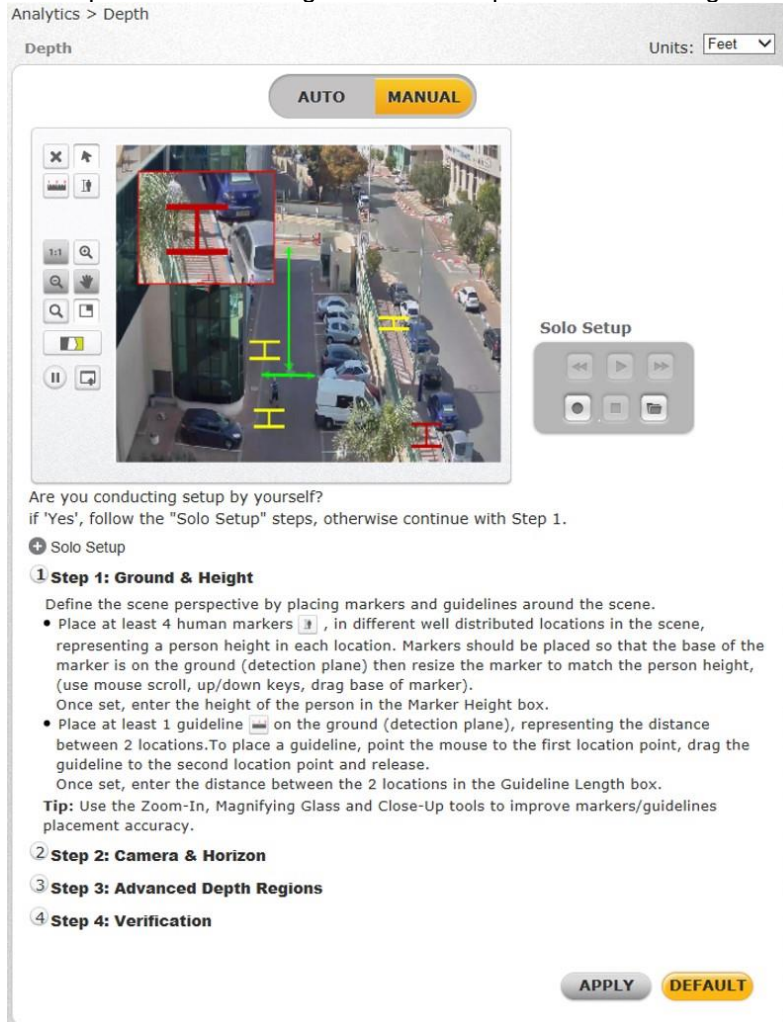 Analytics > Depth
Depth
Units: Feet
AUTO MANUAL
1:1
Solo Setup
Are you conducting setup by yourself?
if 'Yes', follow the "Solo Setup" steps, otherwise continue with Step 1.
Solo Setup
1 Step 1: Ground & Height
Define the scene perspective by placing markers and guidelines around the scene.
• Place at least 4 human markers , in different well distributed locations in the scene,
representing a person height in each location. Markers should be placed so that the base of the
marker is on the ground (detection plane) then resize the marker to match the person height,
(use mouse scroll, up/down keys, drag base of marker).
Once set, enter the height of the person in the Marker Height box.
• Place at least 1 guideline on the ground (detection plane), representing the distance
between 2 locations.To place a guideline, point the mouse to the first location point, drag the
guideline to the second location point and release.
Once set, enter the distance between the 2 locations in the Guideline Length box.
Tip: Use the Zoom-In, Magnifying Glass and Close-Up tools to improve markers/guidelines
placement accuracy.
2 Step 2: Camera & Horizon
3 Step 3: Advanced Depth Regions
4 Step 4: Verification
APPLY DEFAULT